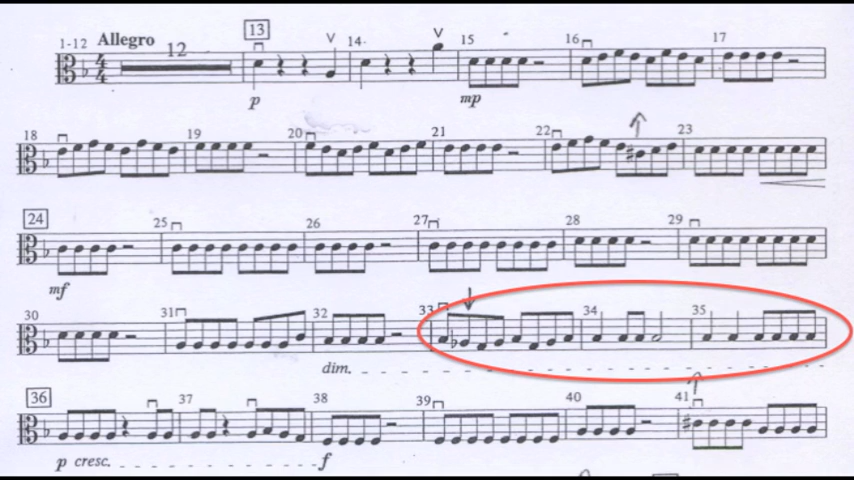 1-12 Allegro 12 13 14 15 16 17
p mp
18 19 20 21 22 23
24 25 26 27 28 29
mf
30 31 32 33 34 35
dim.
36 37 38 39 40 41
p cresc. f